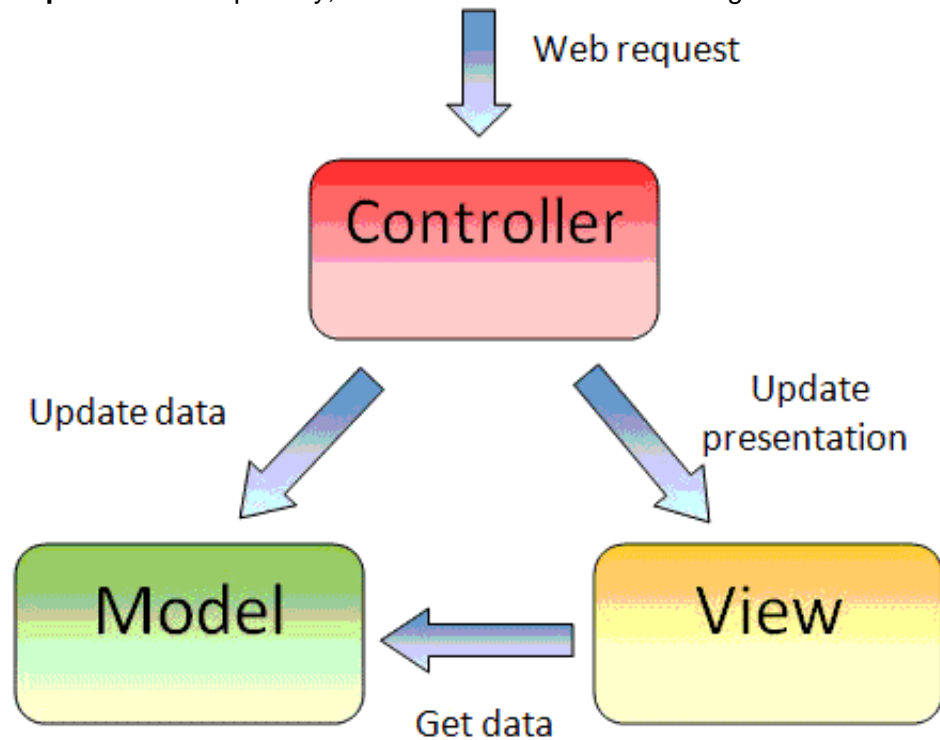 Web request
Controller
Update data
Update
presentation
Model
View
Get data